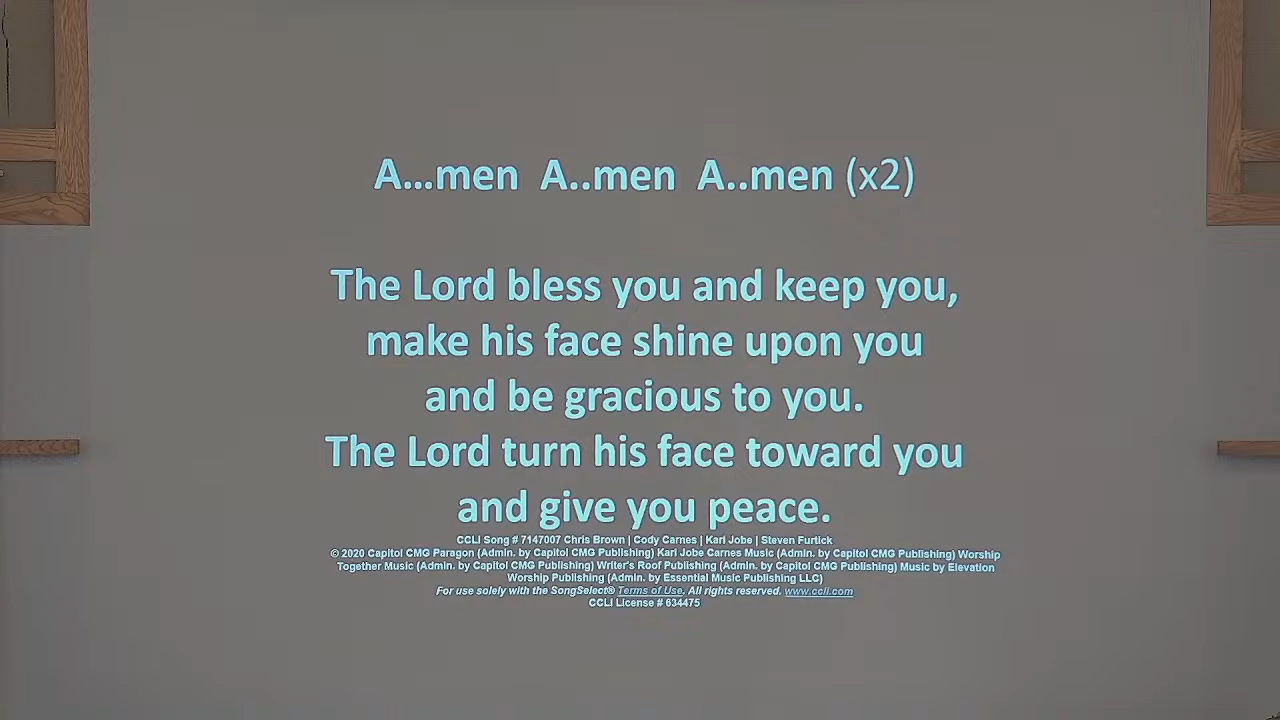 A...men A..men A..men (x2)
The Lord bless you and keep you,
make his face shine upon you
and be gracious to you.
The Lord turn his face toward you
and give you peace.
CCLI Song # 7147007 Chris Brown | Cody Carnes | Kari Jobe | Steven Furtick
© 2020 Capitol CMG Paragon (Admin. by Capitol CMG Publishing) Kari Jobe Carnes Music (Admin. by Capitol CMG Publishing) Worship
Together Music (Admin. by Capitol CMG Publishing) Writer's Roof Publishing (Admin. by Capitol CMG Publishing) Music by Elevation
Worship Publishing (Admin. by Essential Music Publishing LLC)
For use solely with the SongSelect® Terms of Use. All rights reserved. www.ccli.com
CCLI License # 634475